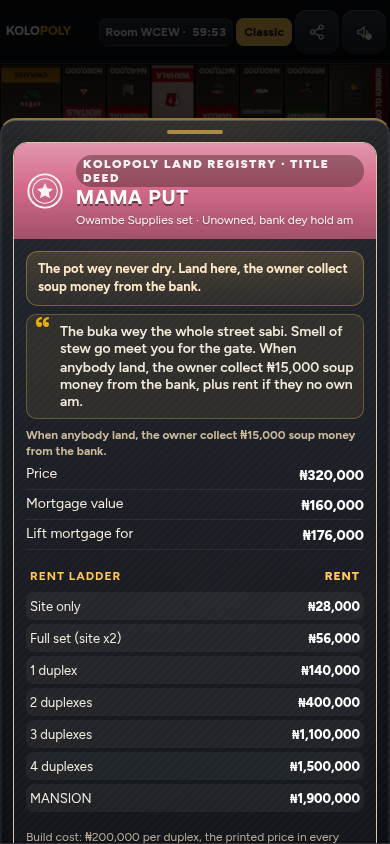 KOLOPOLY
Room WCEW · 59:53
Classic
KOLOPOLY LAND REGISTRY · TITLE
DEED
MAMA PUT
Owambe Supplies set · Unowned, bank dey hold am
The pot wey never dry. Land here, the owner collect
soup money from the bank.
The buka wey the whole street sabi. Smell of
stew go meet you for the gate. When
anybody land, the owner collect ₦15,000 soup
money from the bank, plus rent if they no own
am.
When anybody land, the owner collect ₦15,000 soup money
from the bank.
Price ₦320,000
Mortgage value ₦160,000
Lift mortgage for ₦176,000
RENT LADDER RENT
Site only ₦28,000
Full set (site x2) ₦56,000
1 duplex ₦140,000
2 duplexes ₦400,000
3 duplexes ₦1,100,000
4 duplexes ₦1,500,000
MANSION ₦1,900,000
Build cost: ₦200,000 per duplex, the printed price in every